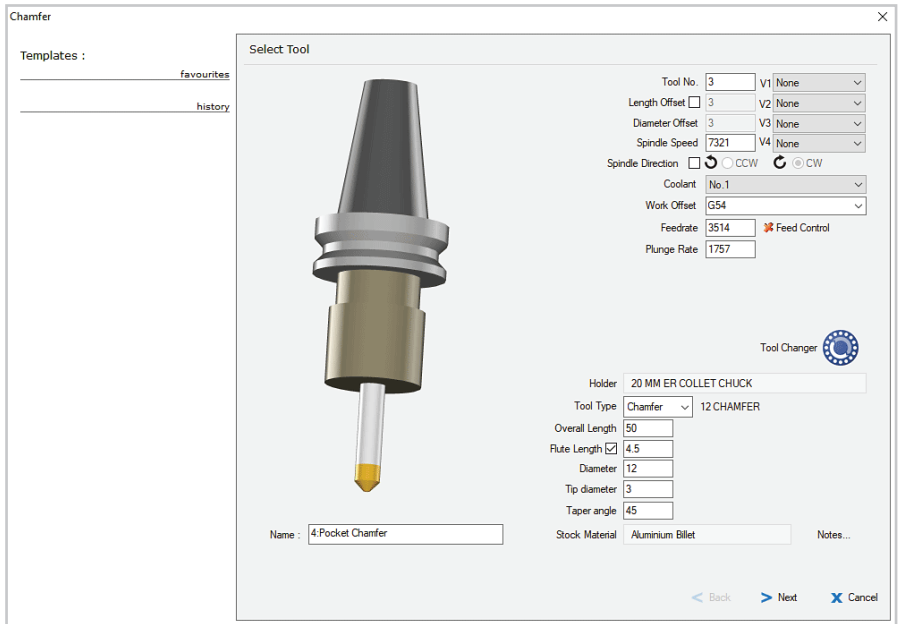 Chamfer
Templates :
favourites
history
Select Tool
Tool No. 3 V1 None
Length Offset 3 V2 None
Diameter Offset 3 V3 None
Spindle Speed 7321 V4 None
Spindle Direction CCW CW
Coolant No.1
Work Offset G54
Feedrate 3514 Feed Control
Plunge Rate 1757
Tool Changer
Holder 20 MM ER COLLET CHUCK
Tool Type Chamfer 12 CHAMFER
Overall Length 50
Flute Length 4.5
Diameter 12
Tip diameter 3
Taper angle 45
Name : 4:Pocket Chamfer Stock Material Aluminium Billet Notes...
< Back > Next X Cancel